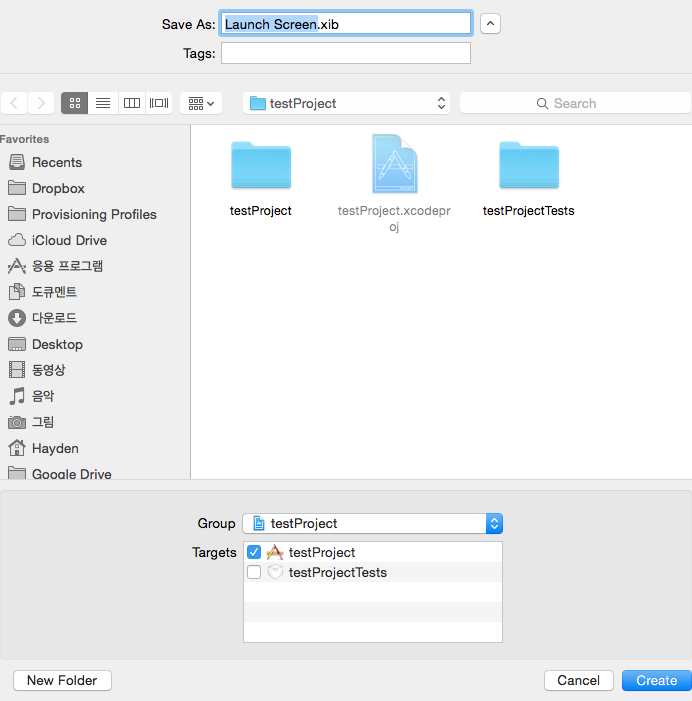 Save As: Launch Screen.xib
Tags:
testProject
Search
Favorites
Recents
Dropbox
Provisioning Profiles
iCloud Drive
응용 프로그램
도큐멘트
다운로드
Desktop
동영상
음악
그림
Hayden
Google Drive
testProject
testProject.xcodepr
oj
testProjectTests
Group testProject
Targets testProject
testProjectTests
New Folder Cancel Create